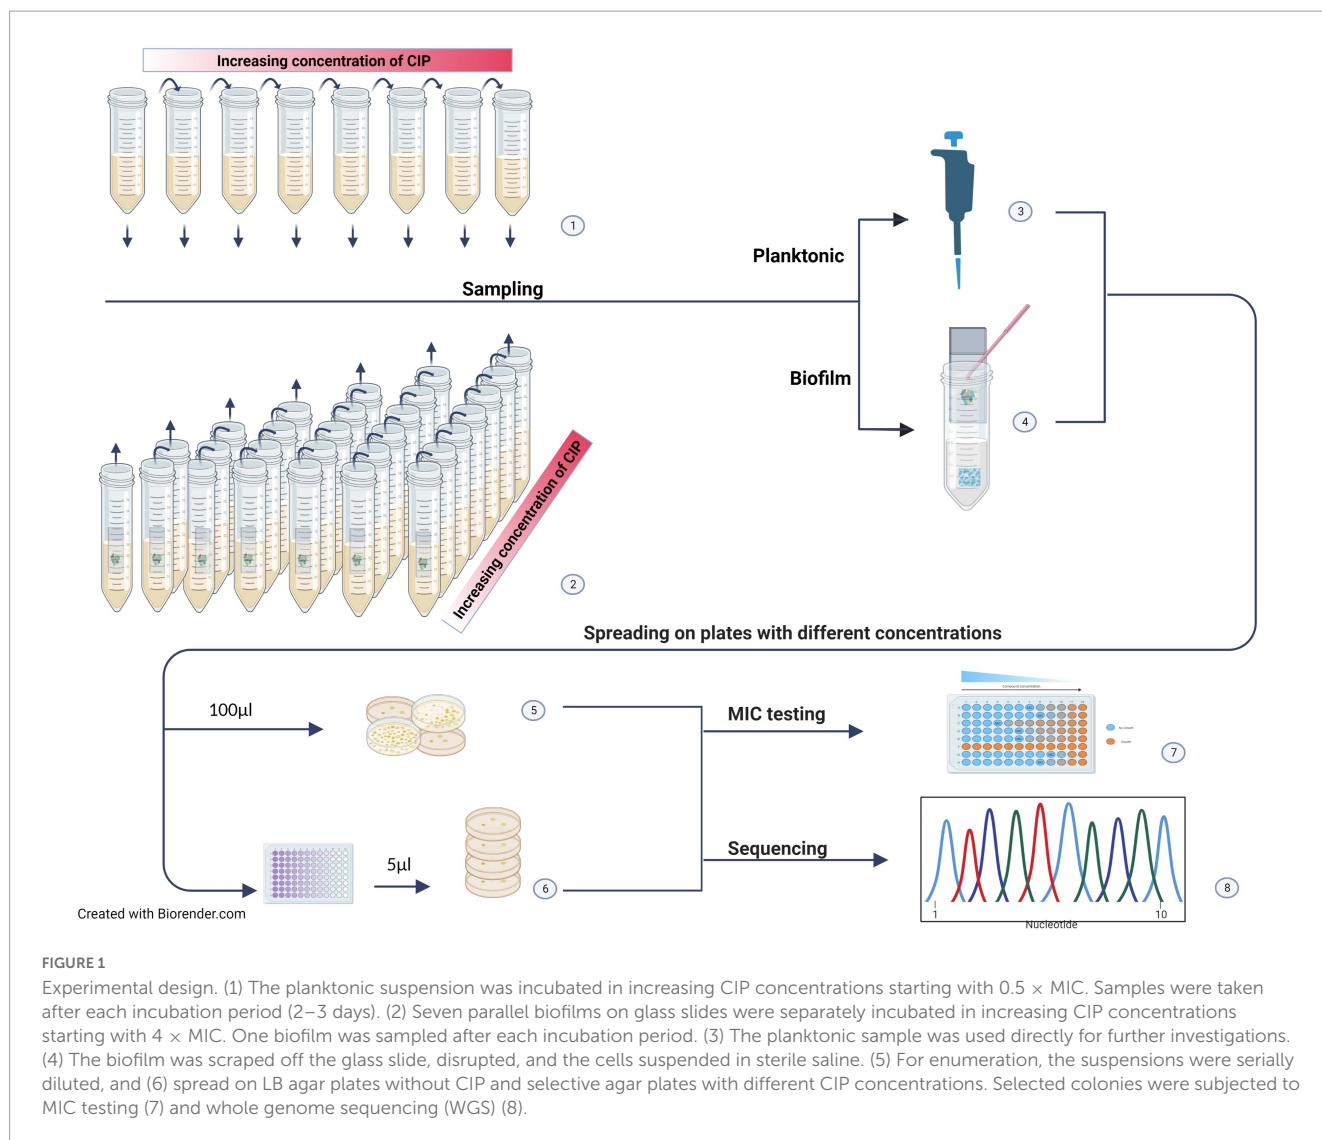 Increasing concentration of CIP
1
Sampling
Planktonic
3
Biofilm
4
Increasing concentration of CIP
2
Spreading on plates with different concentrations
100µl
5
MIC testing
Compound concentration
No Growth
Growth
7
5µl
6
Sequencing
8
1
10
Nucleotide
Created with Biorender.com
FIGURE 1
Experimental design. (1) The planktonic suspension was incubated in increasing CIP concentrations starting with 0.5 × MIC. Samples were taken
after each incubation period (2–3 days). (2) Seven parallel biofilms on glass slides were separately incubated in increasing CIP concentrations
starting with 4 × MIC. One biofilm was sampled after each incubation period. (3) The planktonic sample was used directly for further investigations.
(4) The biofilm was scraped off the glass slide, disrupted, and the cells suspended in sterile saline. (5) For enumeration, the suspensions were serially
diluted, and (6) spread on LB agar plates without CIP and selective agar plates with different CIP concentrations. Selected colonies were subjected to
MIC testing (7) and whole genome sequencing (WGS) (8).